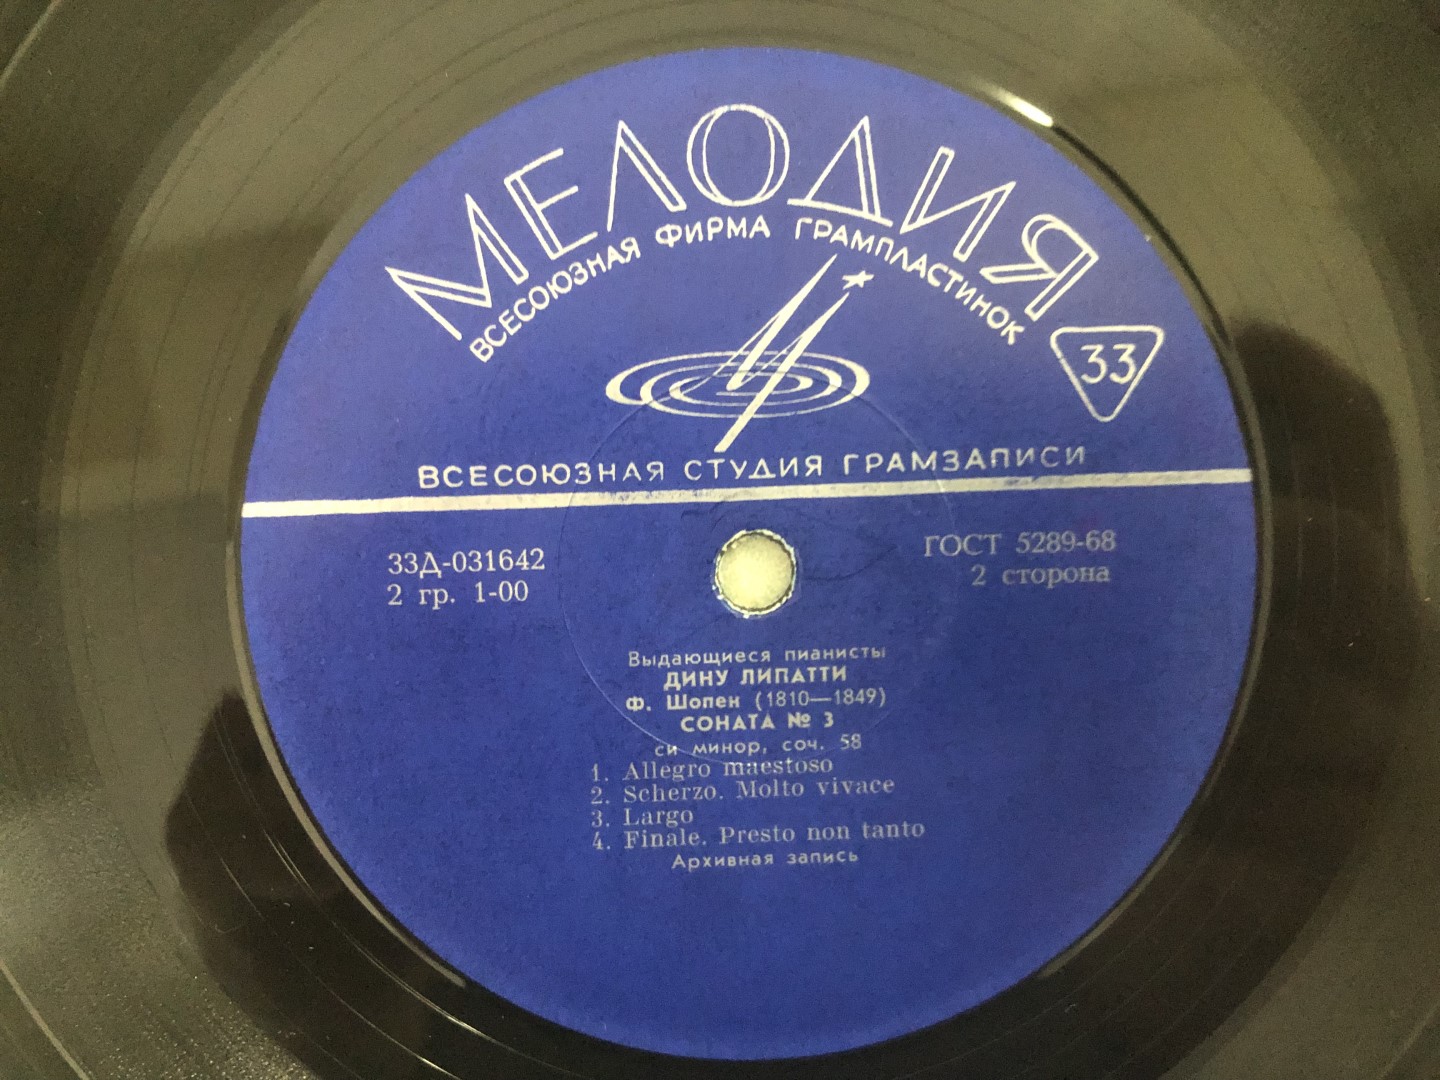 МЕЛОДИЯ
ВСЕСОЮЗНАЯ ФИРМА ГРАМПЛАСТИНОК
33
ВСЕСОЮЗНАЯ СТУДИЯ ГРАМЗАПИСИ
33Д-031642
2 гр. 1-00
ГОСТ 5289-68
2 сторона
Выдающиеся пианисты
ДИНУ ЛИПАТТИ
Ф. Шопен (1810—1849)
СОНАТА № 3
си минор, соч. 58
1. Allegro maestoso
2. Scherzo. Molto vivace
3. Largo
4. Finale. Presto non tanto
Архивная запись